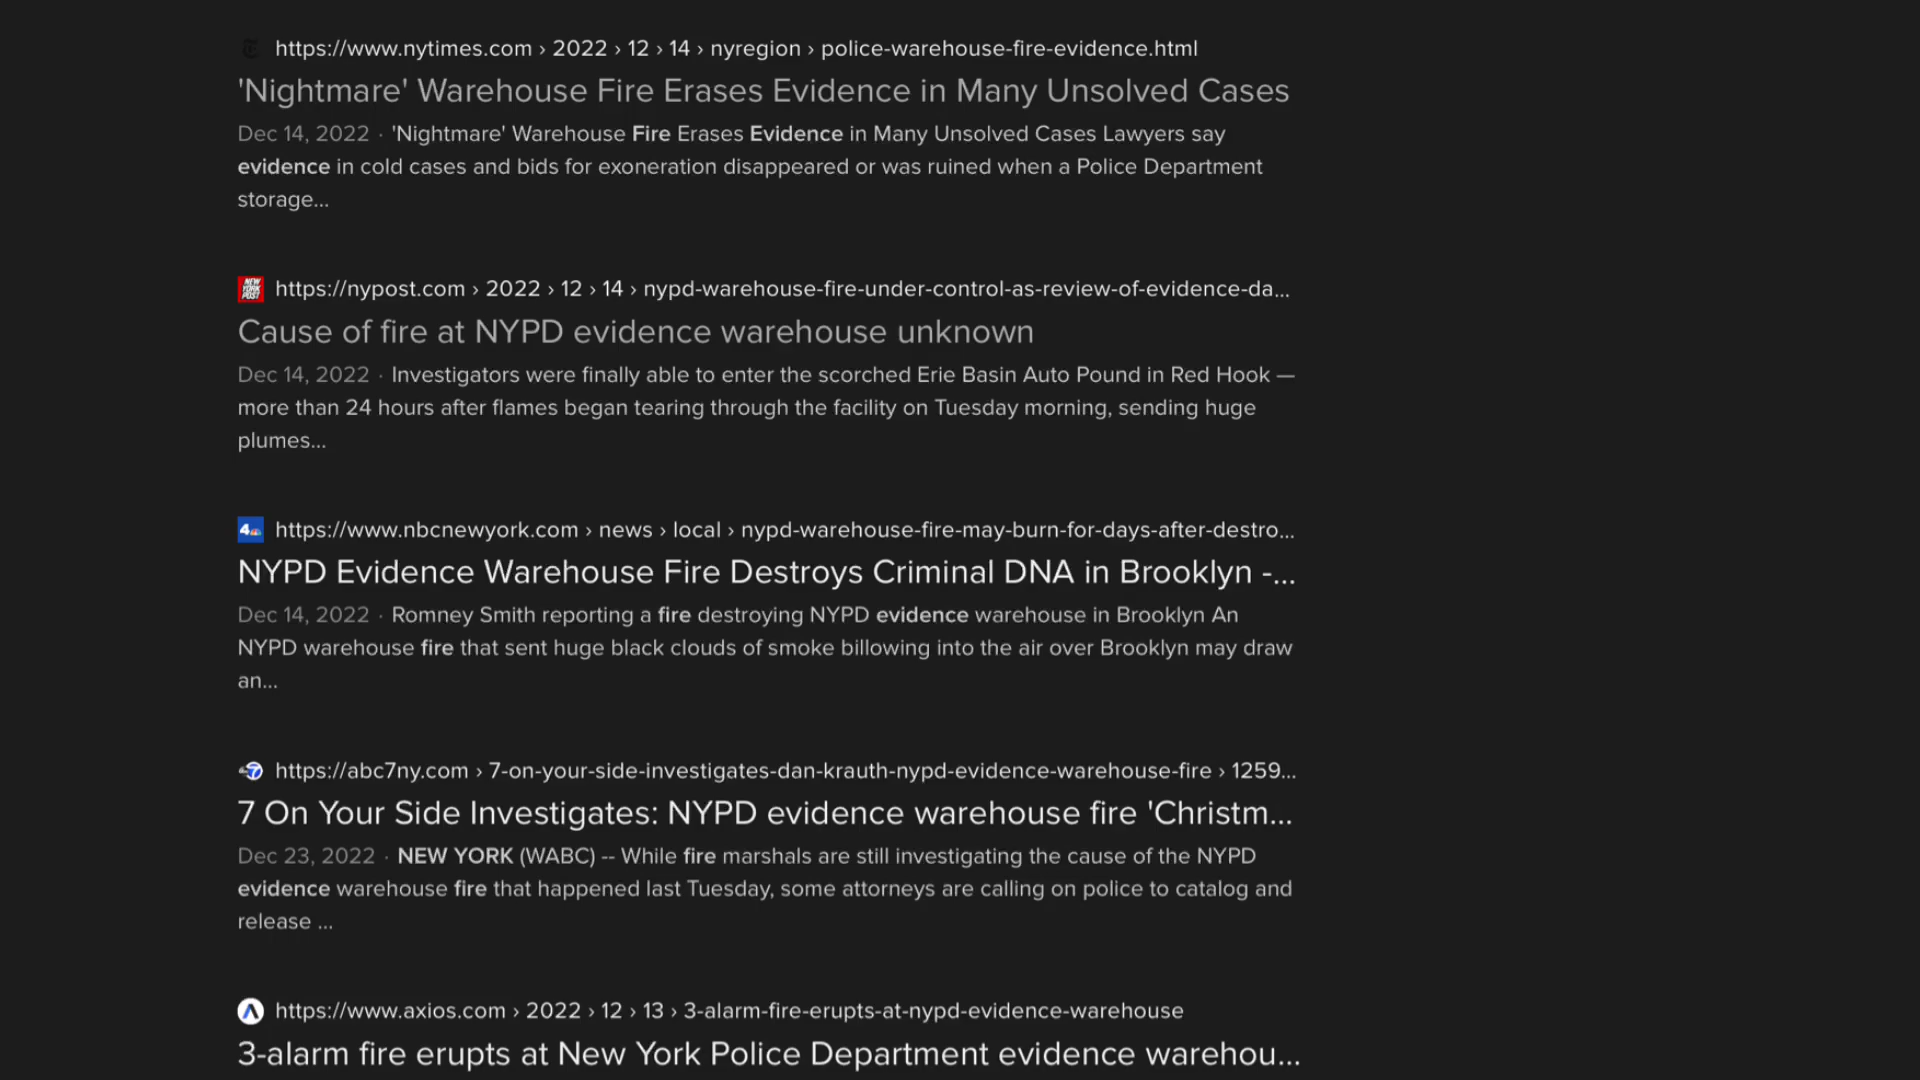 https://www.nytimes.com › 2022 › 12 › 14 › nyregion › police-warehouse-fire-evidence.html
'Nightmare' Warehouse Fire Erases Evidence in Many Unsolved Cases
Dec 14, 2022 · 'Nightmare' Warehouse Fire Erases Evidence in Many Unsolved Cases Lawyers say
evidence in cold cases and bids for exoneration disappeared or was ruined when a Police Department
storage...
NEW YORK POST
https://nypost.com › 2022 › 12 › 14 › nypd-warehouse-fire-under-control-as-review-of-evidence-da...
Cause of fire at NYPD evidence warehouse unknown
Dec 14, 2022 · Investigators were finally able to enter the scorched Erie Basin Auto Pound in Red Hook —
more than 24 hours after flames began tearing through the facility on Tuesday morning, sending huge
plumes...
4
https://www.nbcnewyork.com › news › local › nypd-warehouse-fire-may-burn-for-days-after-destro...
NYPD Evidence Warehouse Fire Destroys Criminal DNA in Brooklyn -...
Dec 14, 2022 · Romney Smith reporting a fire destroying NYPD evidence warehouse in Brooklyn An
NYPD warehouse fire that sent huge black clouds of smoke billowing into the air over Brooklyn may draw
an...
7
https://abc7ny.com › 7-on-your-side-investigates-dan-krauth-nypd-evidence-warehouse-fire › 1259...
7 On Your Side Investigates: NYPD evidence warehouse fire 'Christm...
Dec 23, 2022 · NEW YORK (WABC) -- While fire marshals are still investigating the cause of the NYPD
evidence warehouse fire that happened last Tuesday, some attorneys are calling on police to catalog and
release ...
https://www.axios.com › 2022 › 12 › 13 › 3-alarm-fire-erupts-at-nypd-evidence-warehouse
3-alarm fire erupts at New York Police Department evidence warehou...